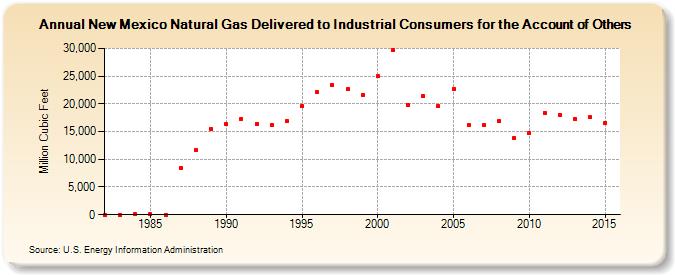 Annual New Mexico Natural Gas Delivered to Industrial Consumers for the Account of Others
Million Cubic Feet
30,000
25,000
20,000
15,000
10,000
5,000
0
1985 1990 1995 2000 2005 2010 2015
Source: U.S. Energy Information Administration